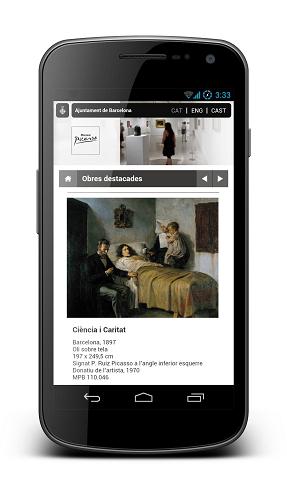 3:33
Ajuntament de Barcelona
CAT | ENG | CAST
Museu
Picasso
Obres destacades
Ciència i Caritat
Barcelona, 1897
Oli sobre tela
197 x 249,5 cm
Signat P. Ruiz Picasso a l'angle inferior esquerre
Donatiu de l'artista, 1970
MPB 110.046